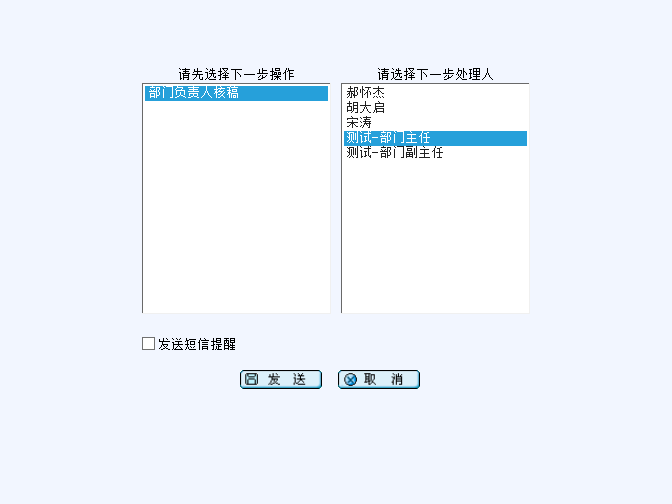 请先选择下一步操作
请选择下一步处理人
部门负责人核稿
郝怀杰
胡大启
宋涛
测试-部门主任
测试-部门副主任
发送短信提醒
发 送
取 消